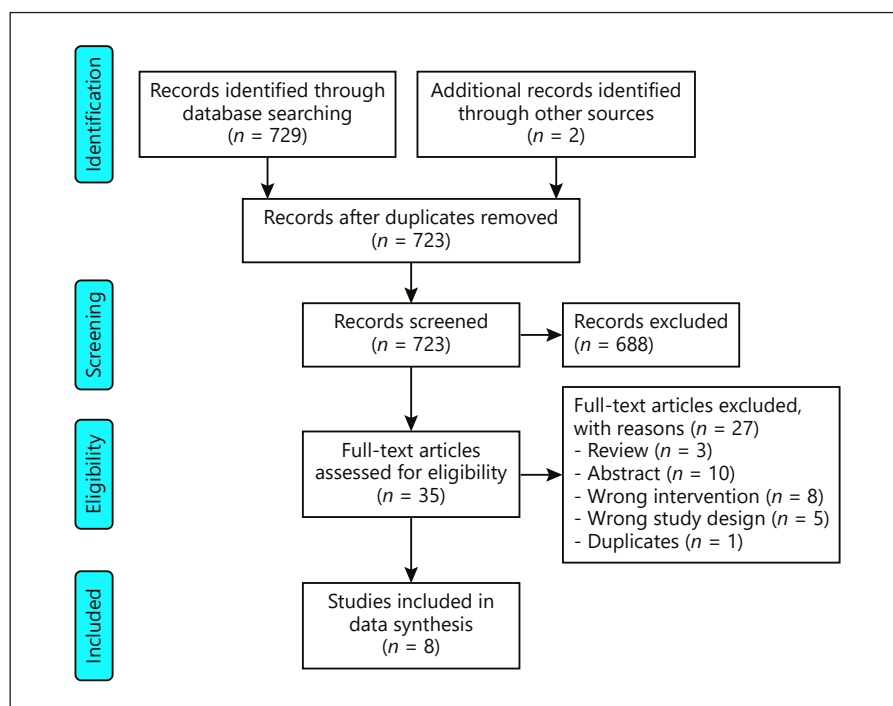 Identification
Records identified through
database searching
(n = 729)
Additional records identified
through other sources
(n = 2)
Records after duplicates removed
(n = 723)
Screening
Records screened
(n = 723)
Records excluded
(n = 688)
Eligibility
Full-text articles
assessed for eligibility
(n = 35)
Full-text articles excluded,
with reasons (n = 27)
- Review (n = 3)
- Abstract (n = 10)
- Wrong intervention (n = 8)
- Wrong study design (n = 5)
- Duplicates (n = 1)
Included
Studies included in
data synthesis
(n = 8)